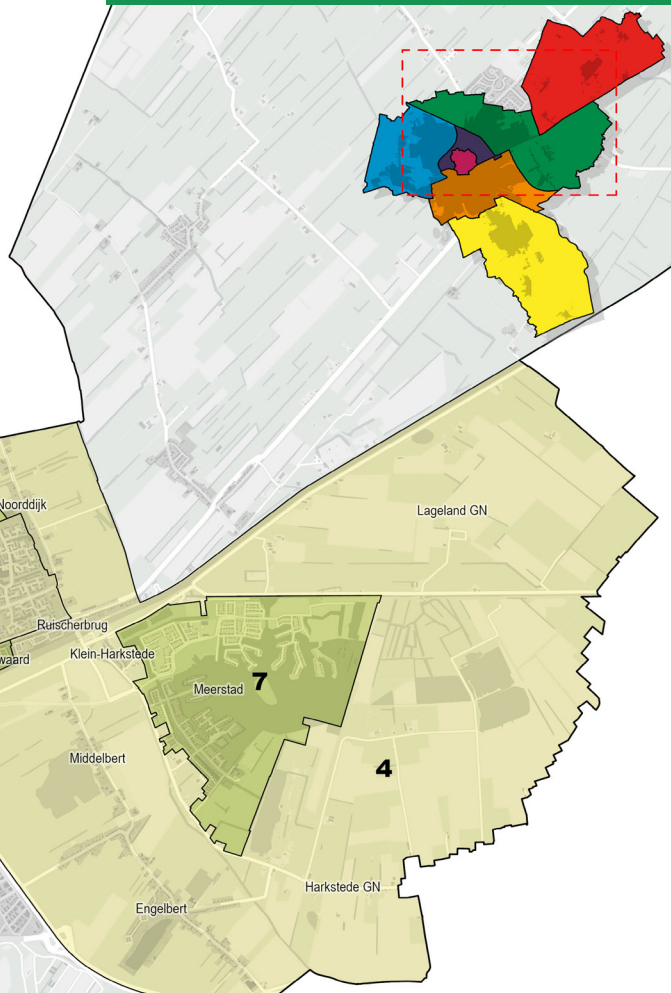 Lageland GN
Noorddijk
Ruischerbrug
Klein-Harkstede
waard
Meerstad
7
Middelbert
4
Harkstede GN
Engelbert